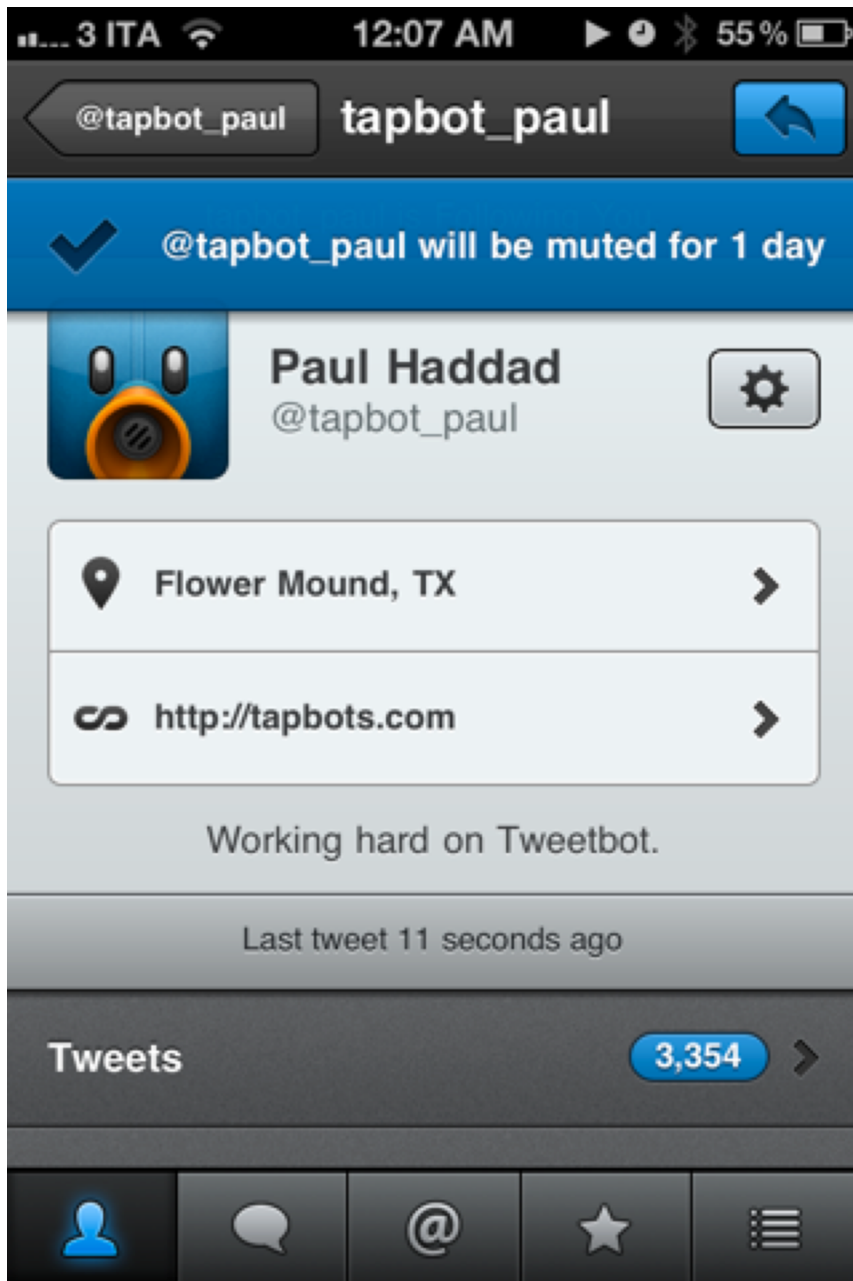 3 ITA 12:07 AM 55%
@tapbot_paul tapbot_paul
@tapbot_paul will be muted for 1 day
Paul Haddad
@tapbot_paul
Flower Mound, TX
http://tapbots.com
Working hard on Tweetbot.
Last tweet 11 seconds ago
Tweets 3,354
@